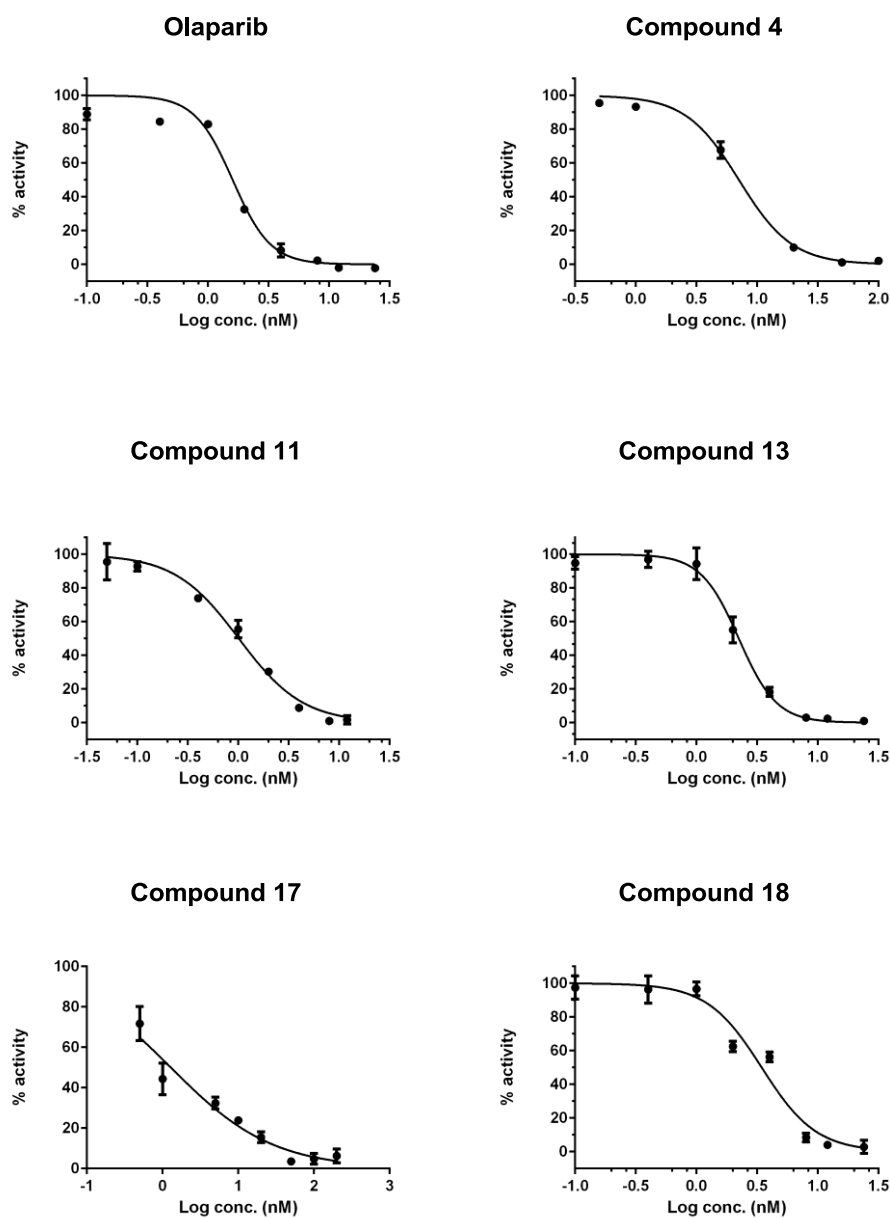 Olaparib
100
80
60
40
20
0
% activity
-1.0 -0.5 0.0 0.5 1.0 1.5
Log conc. (nM)
Compound 4
100
80
60
40
20
0
% activity
-0.5 0.0 0.5 1.0 1.5 2.0
Log conc. (nM)
Compound 11
100
80
60
40
20
0
% activity
-1.5 -1.0 -0.5 0.0 0.5 1.0 1.5
Log conc. (nM)
Compound 13
100
80
60
40
20
0
% activity
-1.0 -0.5 0.0 0.5 1.0 1.5
Log conc. (nM)
Compound 17
100
80
60
40
20
0
% activity
-1 0 1 2 3
Log conc. (nM)
Compound 18
100
80
60
40
20
0
% activity
-1.0 -0.5 0.0 0.5 1.0 1.5
Log conc. (nM)